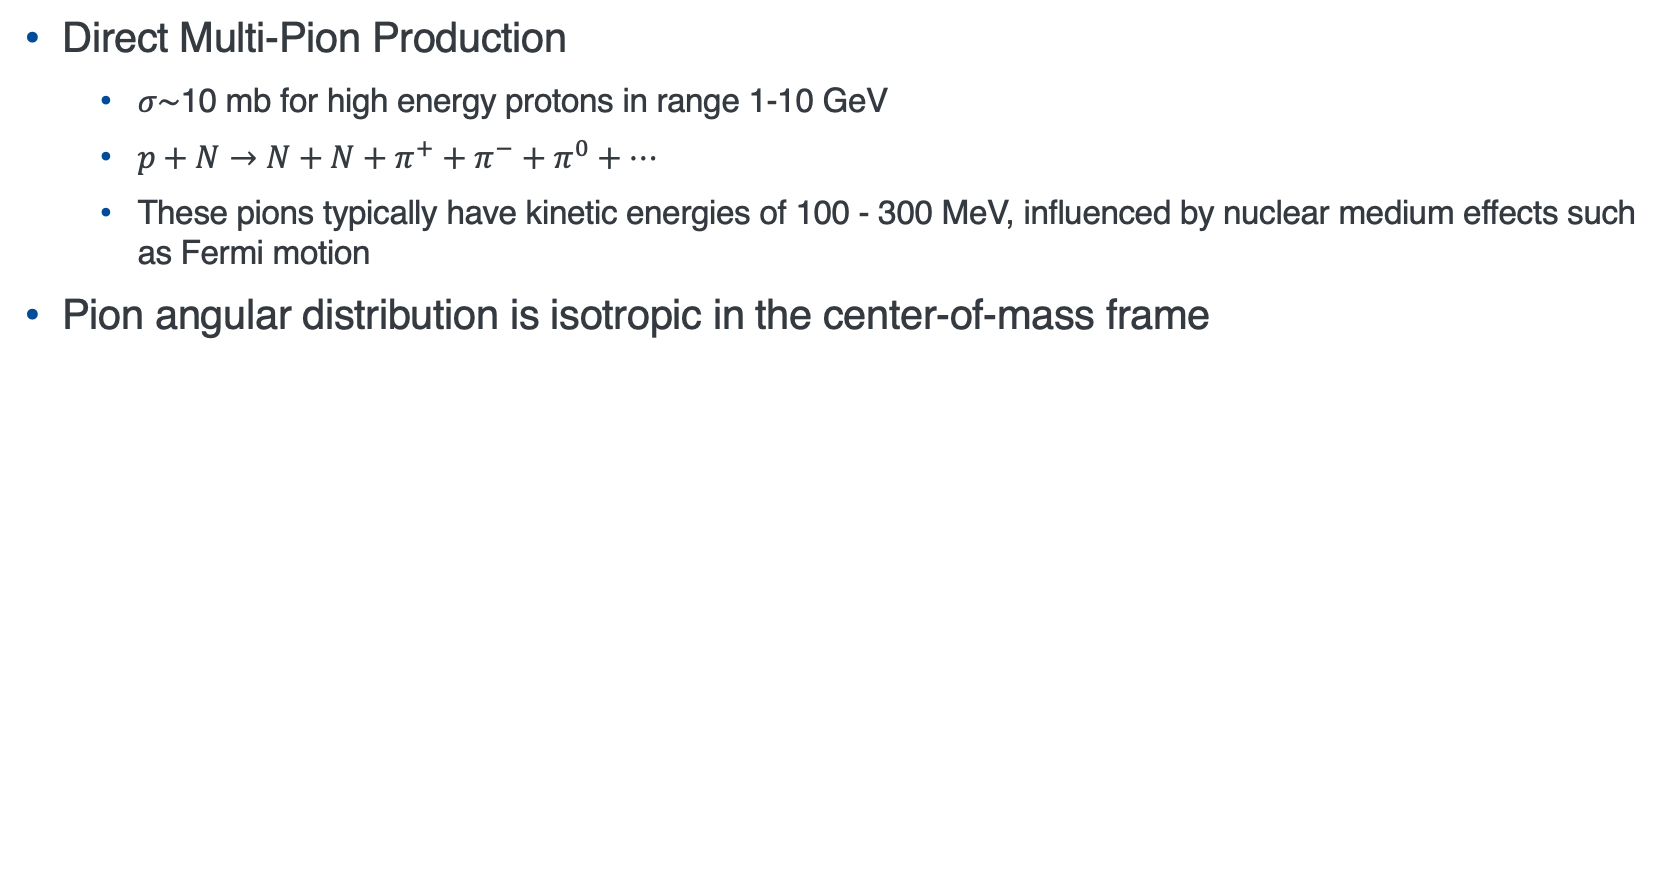 • Direct Multi-Pion Production
• σ~10 mb for high energy protons in range 1-10 GeV
• p + N → N + N + π⁺ + π⁻ + π⁰ + ⋯
• These pions typically have kinetic energies of 100 - 300 MeV, influenced by nuclear medium effects such
as Fermi motion
• Pion angular distribution is isotropic in the center-of-mass frame